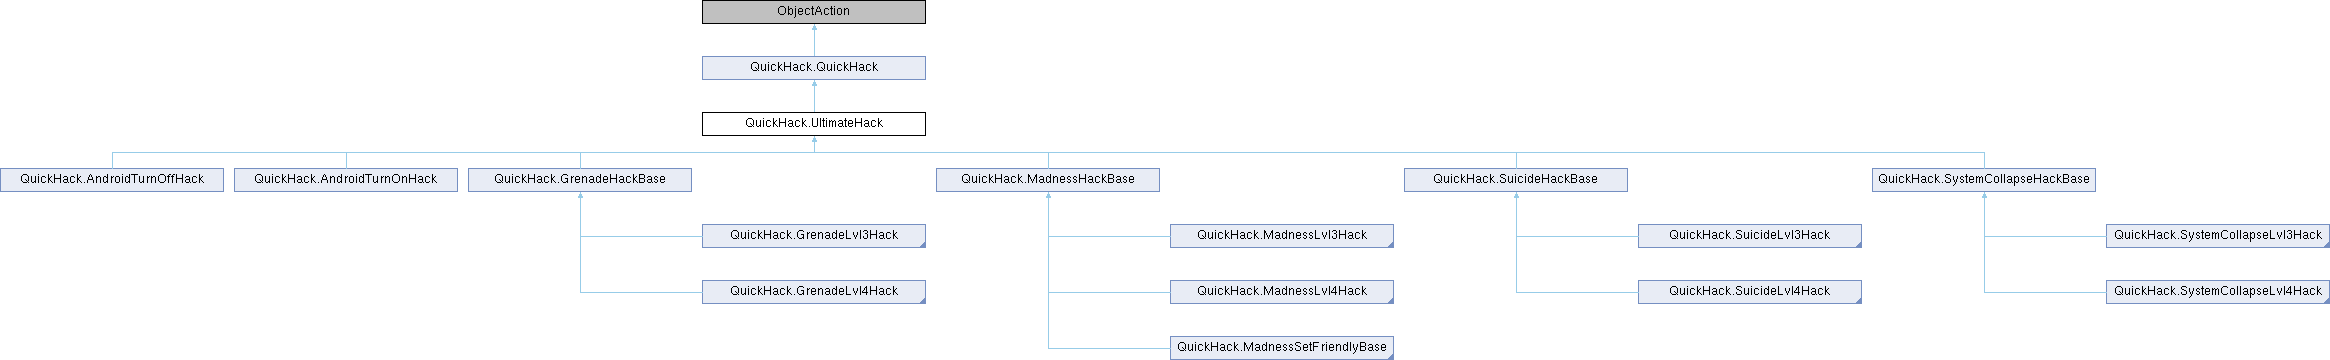 ObjectAction
QuickHack.QuickHack
QuickHack.UltimateHack
QuickHack.AndroidTurnOffHack
QuickHack.AndroidTurnOnHack
QuickHack.GrenadeHackBase
QuickHack.MadnessHackBase
QuickHack.SuicideHackBase
QuickHack.SystemCollapseHackBase
QuickHack.GrenadeLvl3Hack
QuickHack.MadnessLvl3Hack
QuickHack.SuicideLvl3Hack
QuickHack.SystemCollapseLvl3Hack
QuickHack.GrenadeLvl4Hack
QuickHack.MadnessLvl4Hack
QuickHack.SuicideLvl4Hack
QuickHack.SystemCollapseLvl4Hack
QuickHack.MadnessSetFriendlyBase